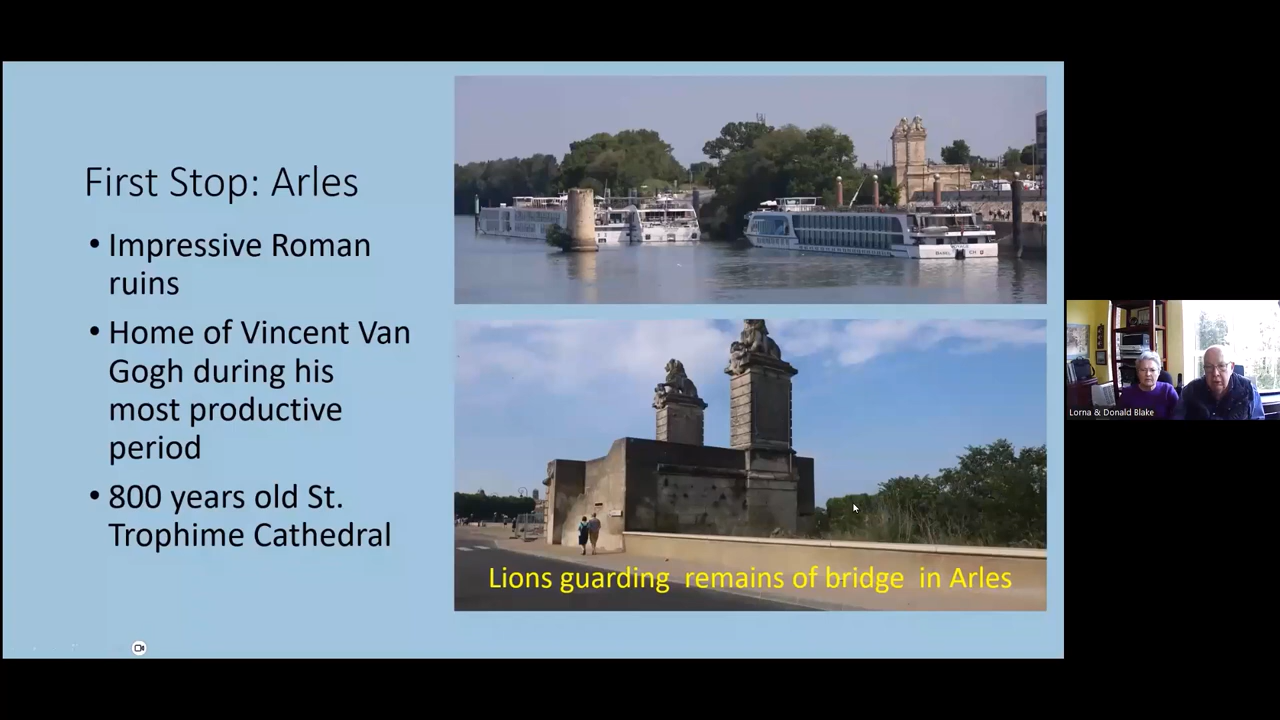 First Stop: Arles
• Impressive Roman
ruins
• Home of Vincent Van
Gogh during his
most productive
period
• 800 years old St.
Trophime Cathedral
Lions guarding remains of bridge in Arles
Lorna & Donald Blake